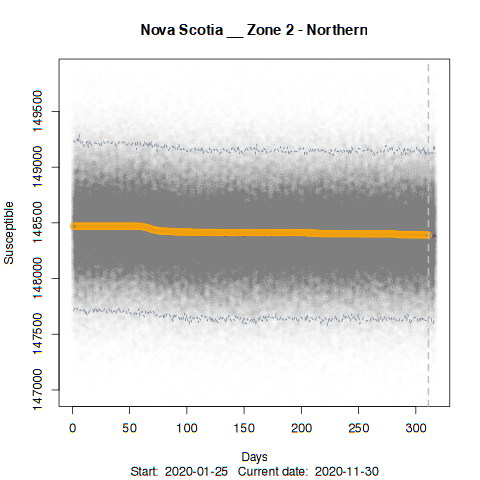 Nova Scotia __ Zone 2 - Northern
149500
149000
148500
148000
147500
147000
Susceptible
0 50 100 150 200 250 300
Days
Start: 2020-01-25 Current date: 2020-11-30